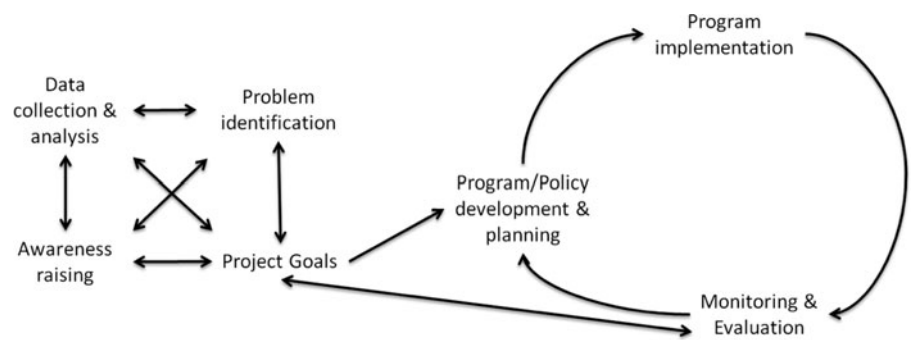 Data
collection &
analysis
Problem
identification
Awareness
raising
Project Goals
Program/Policy
development &
planning
Program
implementation
Monitoring &
Evaluation